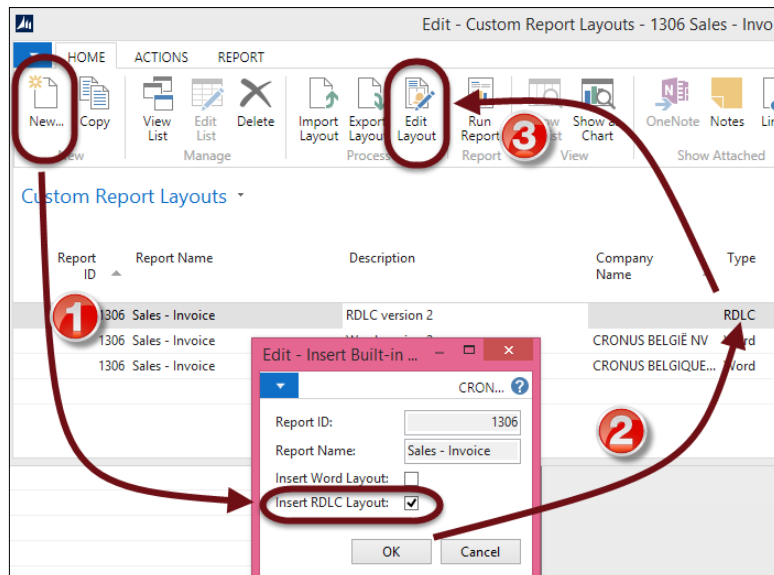 Edit - Custom Report Layouts - 1306 Sales - Invo
HOME ACTIONS REPORT
New... Copy View List Edit List Delete Import Layout Export Layout Edit Layout Run Report Show as Chart OneNote Notes Lin
New Manage Process Report View Show Attached
Custom Report Layouts
Report ID Report Name Description Company Name Type
1306 Sales - Invoice RDLC version 2 RDLC
1306 Sales - Invoice CRONUS BELGIË NV Word
1306 Sales - Invoice CRONUS BELGIQUE... Word
1
2
3
Edit - Insert Built-in ...
CRON...
Report ID: 1306
Report Name: Sales - Invoice
Insert Word Layout:
Insert RDLC Layout:
OK Cancel